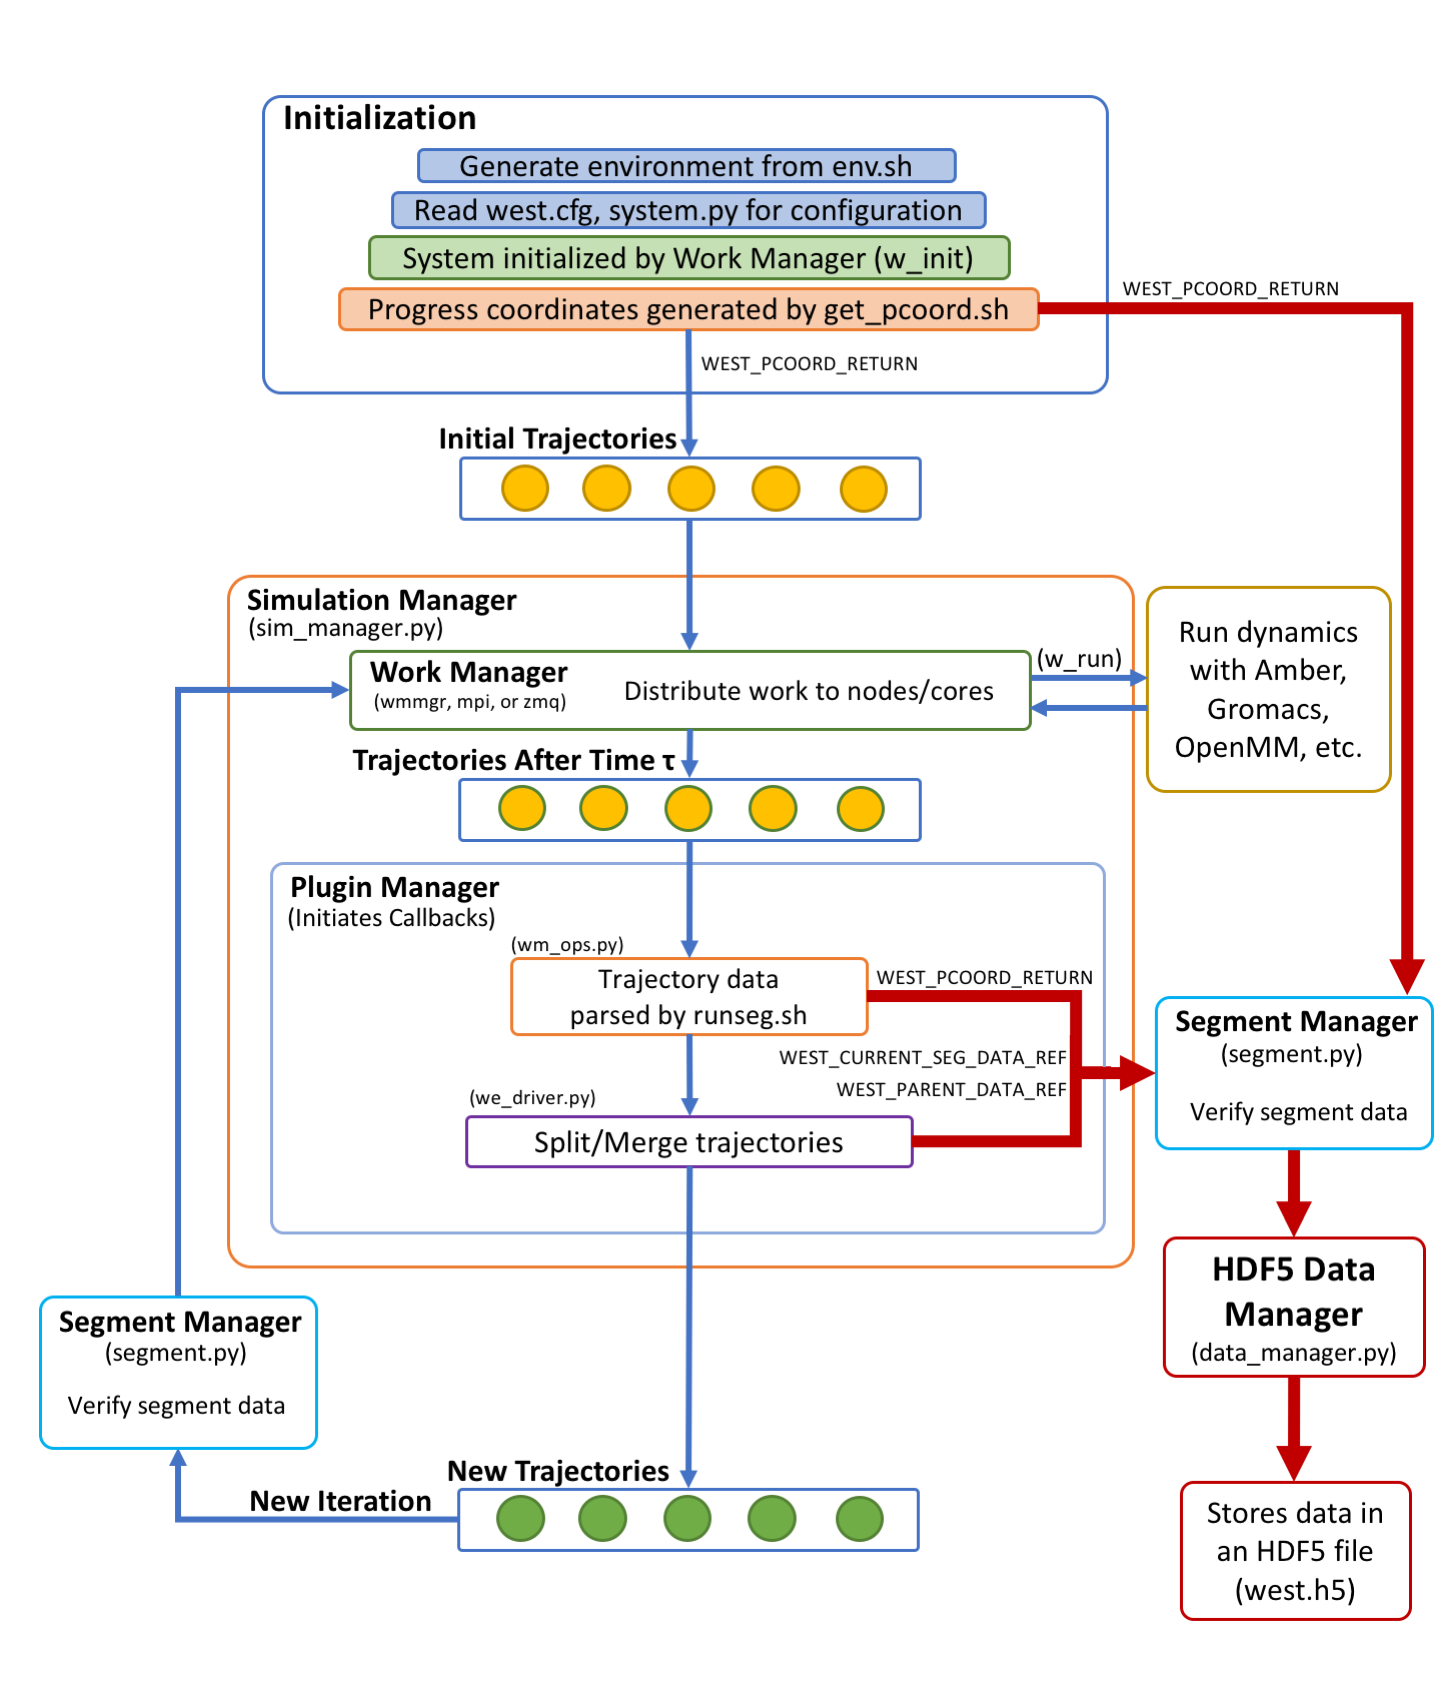 Initialization
Generate environment from env.sh
Read west.cfg, system.py for configuration
System initialized by Work Manager (w_init)
Progress coordinates generated by get_pcoord.sh
WEST_PCOORD_RETURN
WEST_PCOORD_RETURN
Initial Trajectories
Simulation Manager
(sim_manager.py)
Work Manager
(wmmgr, mpi, or zmq)
Distribute work to nodes/cores
(w_run)
Run dynamics
with Amber,
Gromacs,
OpenMM, etc.
Trajectories After Time τ
Plugin Manager
(Initiates Callbacks)
(wm_ops.py)
Trajectory data
parsed by runseg.sh
WEST_PCOORD_RETURN
WEST_CURRENT_SEG_DATA_REF
WEST_PARENT_DATA_REF
(we_driver.py)
Split/Merge trajectories
Segment Manager
(segment.py)
Verify segment data
HDF5 Data
Manager
(data_manager.py)
Stores data in
an HDF5 file
(west.h5)
Segment Manager
(segment.py)
Verify segment data
New Trajectories
New Iteration